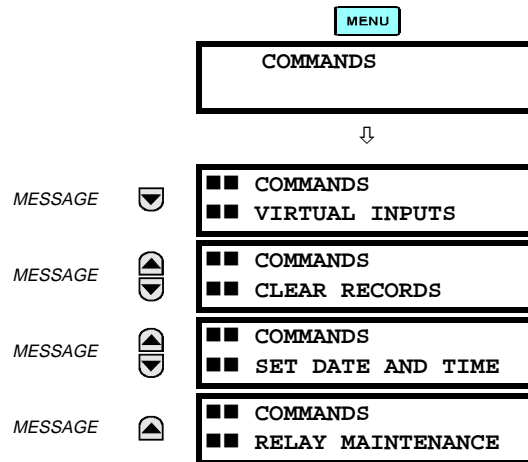 MENU
COMMANDS
⇩
MESSAGE ■■ COMMANDS
■■ VIRTUAL INPUTS
MESSAGE ■■ COMMANDS
■■ CLEAR RECORDS
MESSAGE ■■ COMMANDS
■■ SET DATE AND TIME
MESSAGE ■■ COMMANDS
■■ RELAY MAINTENANCE